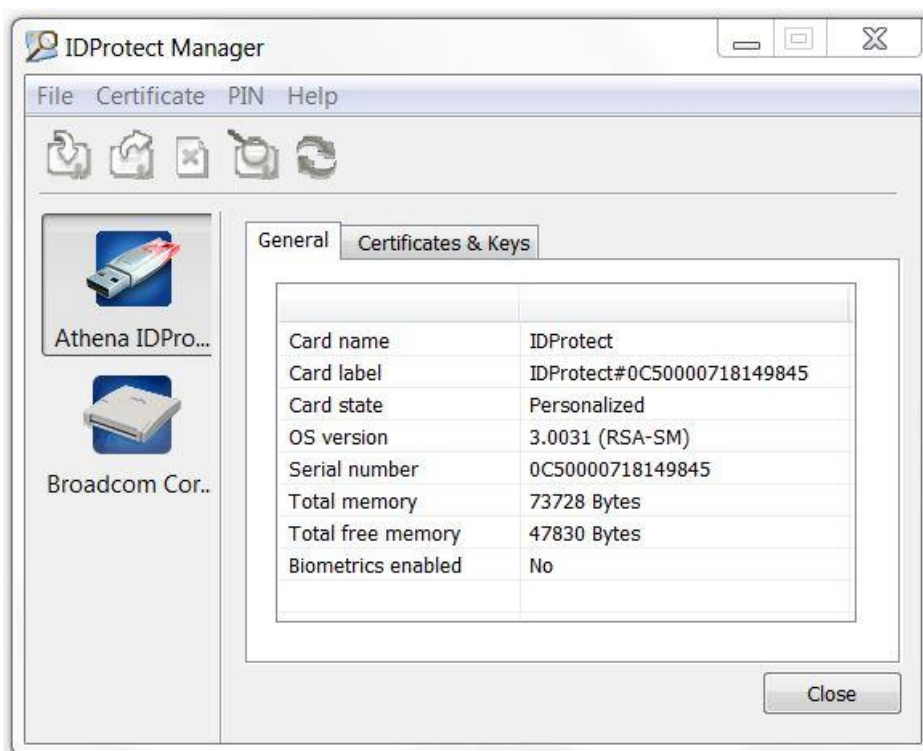 IDProtect Manager
File Certificate PIN Help
General Certificates & Keys
Athena IDPro...
Broadcom Cor..
Card name IDProtect
Card label IDProtect#0C50000718149845
Card state Personalized
OS version 3.0031 (RSA-SM)
Serial number 0C50000718149845
Total memory 73728 Bytes
Total free memory 47830 Bytes
Biometrics enabled No
Close